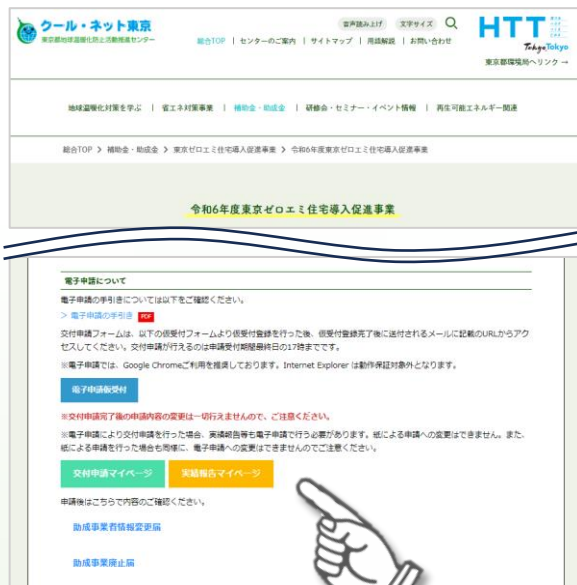 クール・ネット東京
東京都地球温暖化防止活動推進センター
音声読み上げ 文字サイズ
総合TOP | センターのご案内 | サイトマップ | 用語解説 | お問い合わせ
HTT
TokyoTokyo
東京都環境局へリンク →
地球温暖化対策を学ぶ | 省エネ対策事業 | 補助金・助成金 | 研修会・セミナー・イベント情報 | 再生可能エネルギー関連
総合TOP > 補助金・助成金 > 東京ゼロエミ住宅導入促進事業 > 令和6年度東京ゼロエミ住宅導入促進事業
令和6年度東京ゼロエミ住宅導入促進事業
電子申請について
電子申請の手引きについては以下をご確認ください。
> 電子申請の手引き PDF
交付申請フォームは、以下の仮受付フォームより仮受付登録を行った後、仮受付登録完了後に送付されるメールに記載のURLからアク
セスしてください。交付申請が行えるのは申請受付期間最終日の17時までです。
※電子申請では、Google Chromeご利用を推奨しております。Internet Explorer は動作保証対象外となります。
電子申請仮受付
※交付申請完了後の申請内容の変更は一切行えませんので、ご注意ください。
※電子申請により交付申請を行った場合、実績報告等も電子申請で行う必要があります。紙による申請への変更はできません。また、
紙による申請を行った場合も同様に、電子申請への変更はできませんのでご注意ください。
交付申請マイページ 実績報告マイページ
申請後はこちらで内容のご確認ください。
助成事業者情報変更届
助成事業廃止届